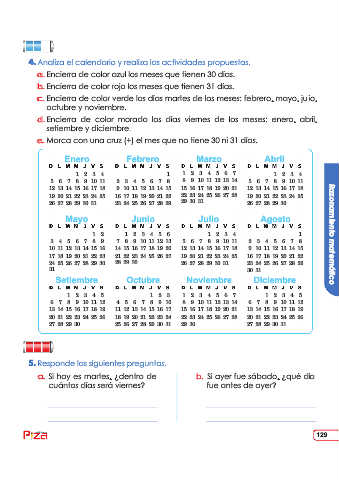 4. Analiza el calendario y realiza las actividades propuestas.
a. Encierra de color azul los meses que tienen 30 días.
b. Encierra de color rojo los meses que tienen 31 días.
c. Encierra de color verde los días martes de los meses: febrero, mayo, julio,
octubre y noviembre.
d. Encierra de color morado los días viernes de los meses: enero, abril,
setiembre y diciembre
e. Marca con una cruz (+) el mes que no tiene 30 ni 31 días.
Enero
D L M M J V S
1 2 3 4
5 6 7 8 9 10 11
12 13 14 15 16 17 18
19 20 21 22 23 24 25
26 27 28 29 30 31
Febrero
D L M M J V S
1
2 3 4 5 6 7 8
9 10 11 12 13 14 15
16 17 18 19 20 21 22
23 24 25 26 27 28 29
Marzo
D L M M J V S
1 2 3 4 5 6 7
8 9 10 11 12 13 14
15 16 17 18 19 20 21
22 23 24 25 26 27 28
29 30 31
Abril
D L M M J V S
1 2 3 4
5 6 7 8 9 10 11
12 13 14 15 16 17 18
19 20 21 22 23 24 25
26 27 28 29 30
Mayo
D L M M J V S
1 2
3 4 5 6 7 8 9
10 11 12 13 14 15 16
17 18 19 20 21 22 23
24 25 26 27 28 29 30
31
Junio
D L M M J V S
1 2 3 4 5 6
7 8 9 10 11 12 13
14 15 16 17 18 19 20
21 22 23 24 25 26 27
28 29 30
Julio
D L M M J V S
1 2 3 4
5 6 7 8 9 10 11
12 13 14 15 16 17 18
19 20 21 22 23 24 25
26 27 28 29 30 31
Agosto
D L M M J V S
1
2 3 4 5 6 7 8
9 10 11 12 13 14 15
16 17 18 19 20 21 22
23 24 25 26 27 28 29
30 31
Setiembre
D L M M J V S
1 2 3 4 5
6 7 8 9 10 11 12
13 14 15 16 17 18 19
20 21 22 23 24 25 26
27 28 29 30
Octubre
D L M M J V S
1 2 3
4 5 6 7 8 9 10
11 12 13 14 15 16 17
18 19 20 21 22 23 24
25 26 27 28 29 30 31
Noviembre
D L M M J V S
1 2 3 4 5 6 7
8 9 10 11 12 13 14
15 16 17 18 19 20 21
22 23 24 25 26 27 28
29 30
Diciembre
D L M M J V S
1 2 3 4 5
6 7 8 9 10 11 12
13 14 15 16 17 18 19
20 21 22 23 24 25 26
27 28 29 30 31
Razonamiento matemático
5. Responde las siguientes preguntas.
a. Si hoy es martes, ¿dentro de
cuántos días será viernes?
b. Si ayer fue sábado, ¿qué día
fue antes de ayer?
Pizza
129